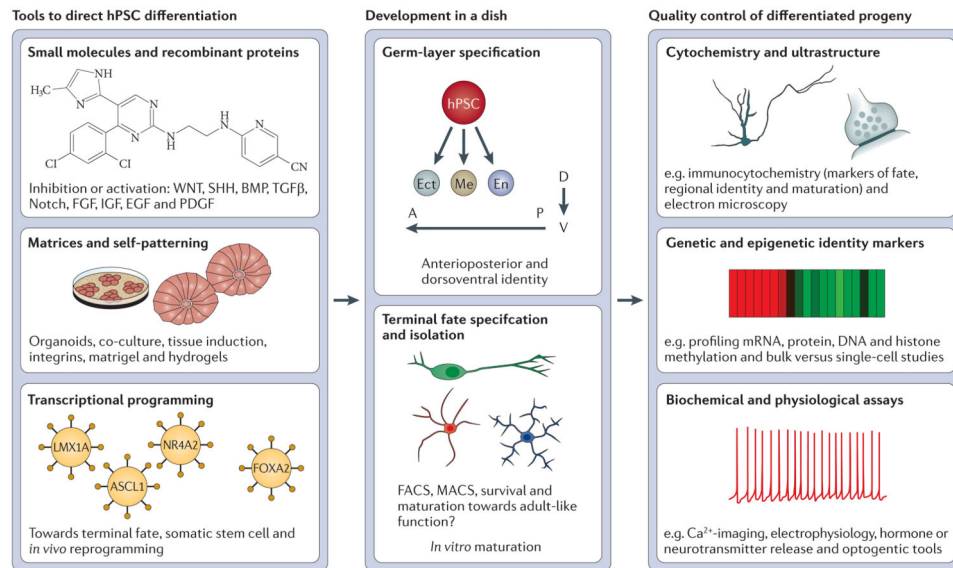 Tools to direct hPSC differentiation
Small molecules and recombinant proteins
NH
H₃C
N
N
N
N
H
H
N
N
Cl
Cl
CN
Inhibition or activation: WNT, SHH, BMP, TGFβ,
Notch, FGF, IGF, EGF and PDGF
Matrices and self-patterning
Organoids, co-culture, tissue induction,
integrins, matrigel and hydrogels
Transcriptional programming
LMX1A
NR4A2
ASCL1
FOXA2
Towards terminal fate, somatic stem cell and
in vivo reprogramming
Development in a dish
Germ-layer specification
hPSC
Ect
Me
En
D
A
P
V
Anterioposterior and
dorsoventral identity
Terminal fate specifcation
and isolation
FACS, MACS, survival and
maturation towards adult-like
function?
In vitro maturation
Quality control of differentiated progeny
Cytochemistry and ultrastructure
e.g. immunocytochemistry (markers of fate,
regional identity and maturation) and
electron microscopy
Genetic and epigenetic identity markers
e.g. profiling mRNA, protein, DNA and histone
methylation and bulk versus single-cell studies
Biochemical and physiological assays
e.g. Ca²⁺-imaging, electrophysiology, hormone or
neurotransmitter release and optogentic tools